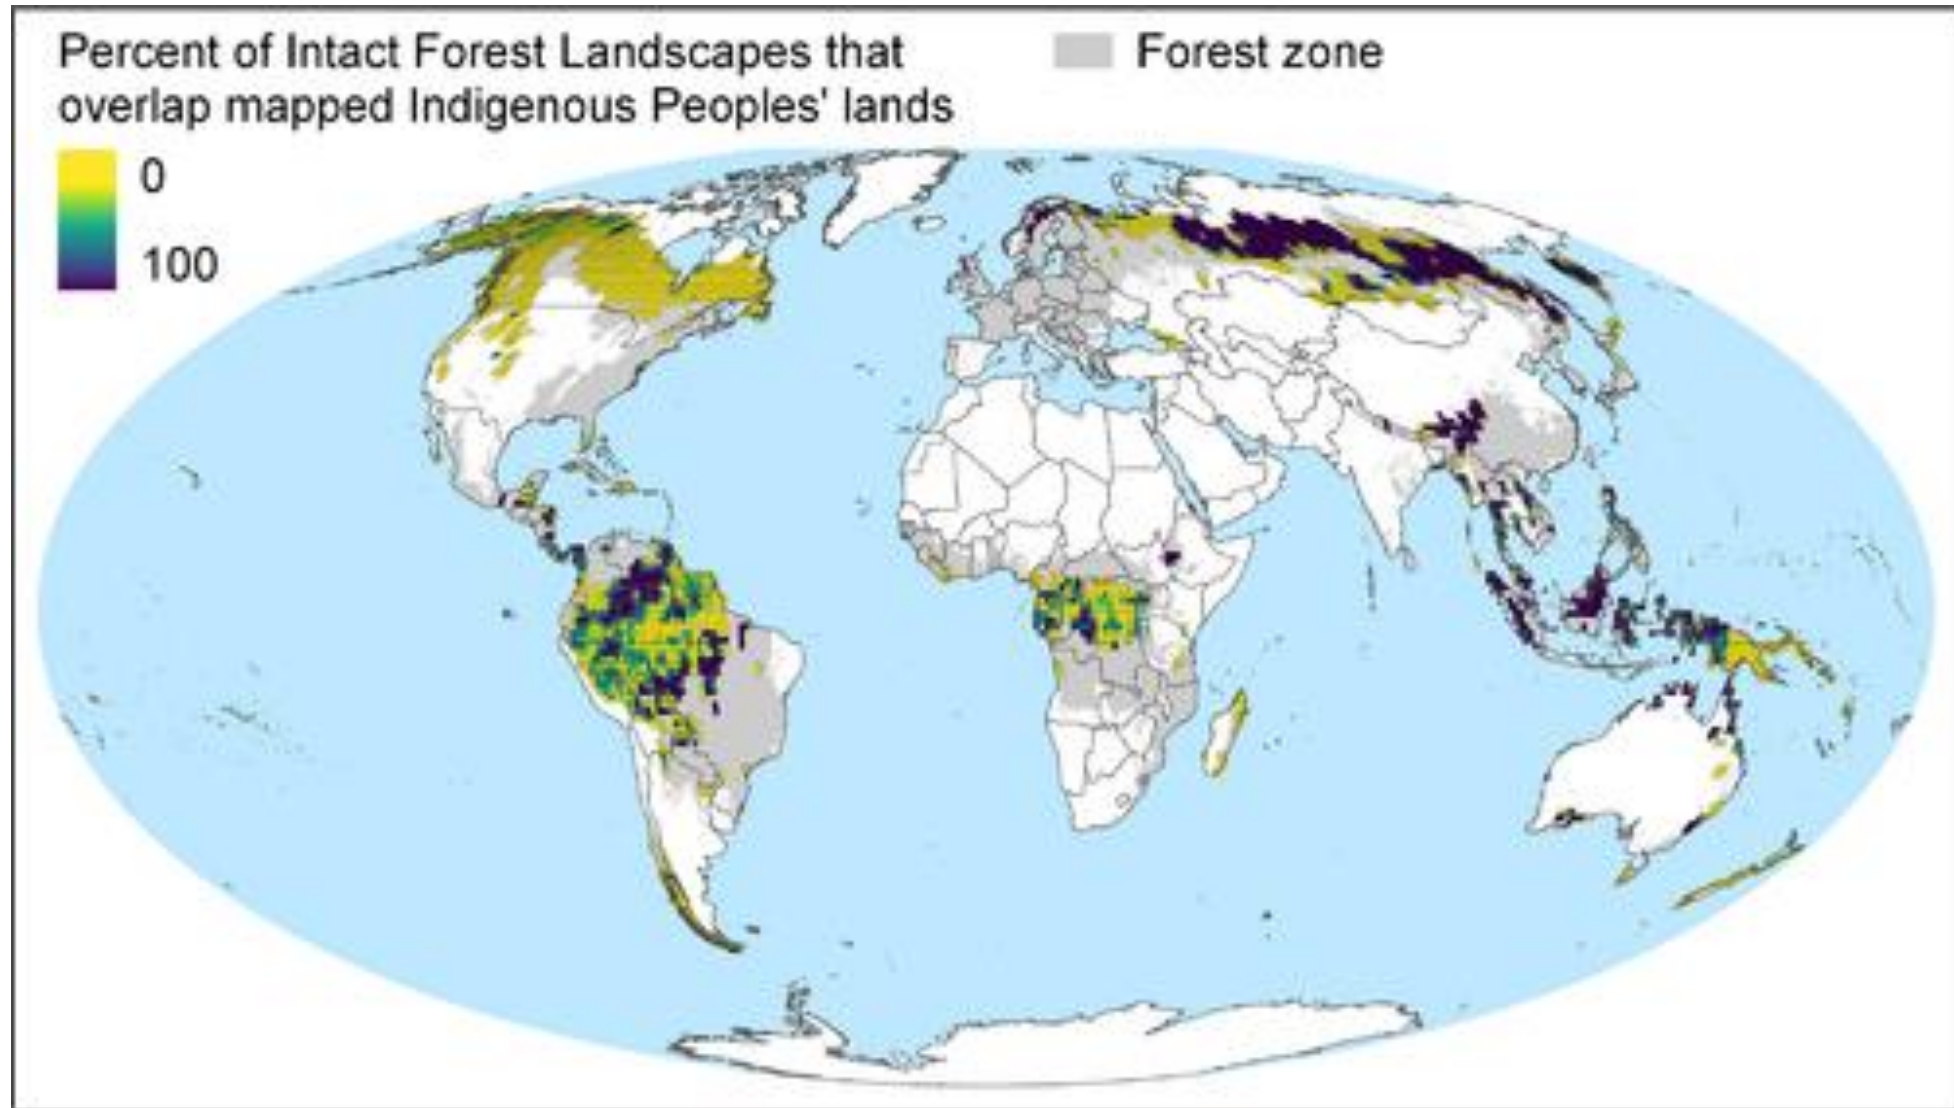 Percent of Intact Forest Landscapes that
overlap mapped Indigenous Peoples' lands
Forest zone
0
100